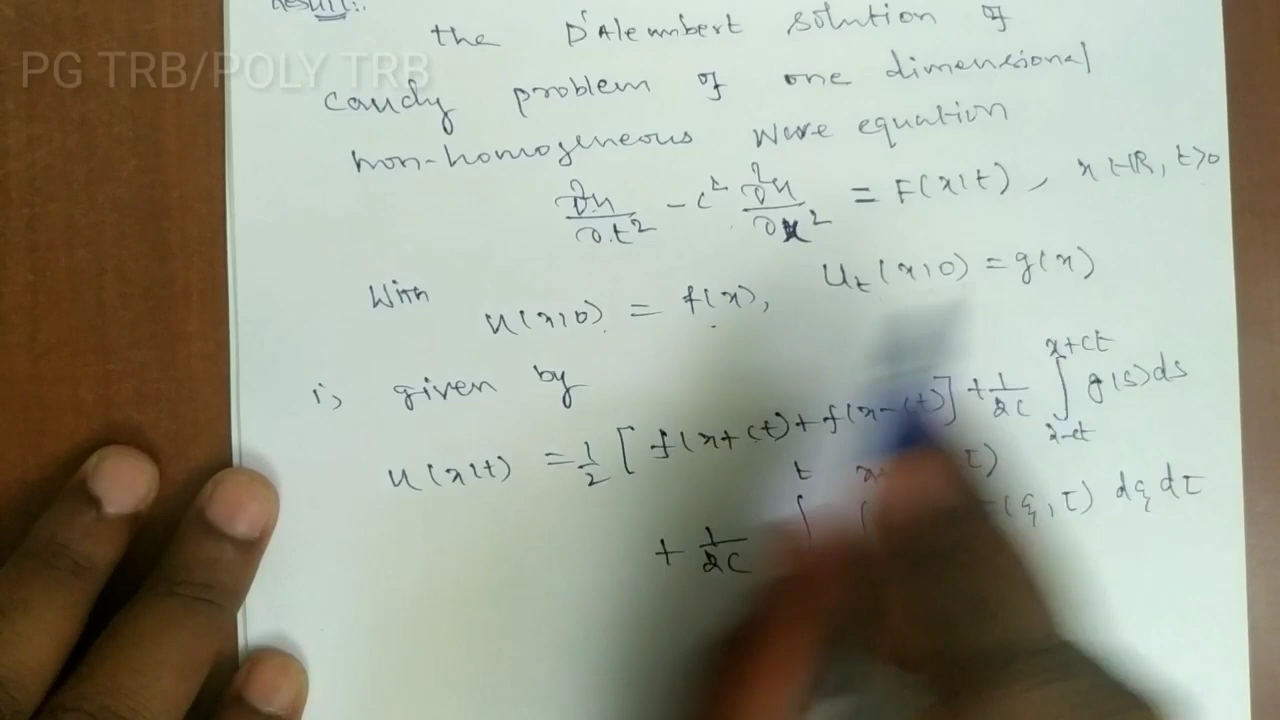 Result:.
PG TRB/POLY TRB
the D'Alembert solution of
Cauchy problem of one dimensional
non-homogeneous wave equation
∂²u/∂t² - c² ∂²u/∂x² = F(x,t), x∈ℝ, t>0
With u(x,0) = f(x), u_t(x,0) = g(x)
is given by
u(x,t) = 1/2 [f(x+ct) + f(x-ct)] + 1/2c ∫_{x-ct}^{x+ct} g(s)ds
+ 1/2c ∫ t (ξ,τ) dξ dτ